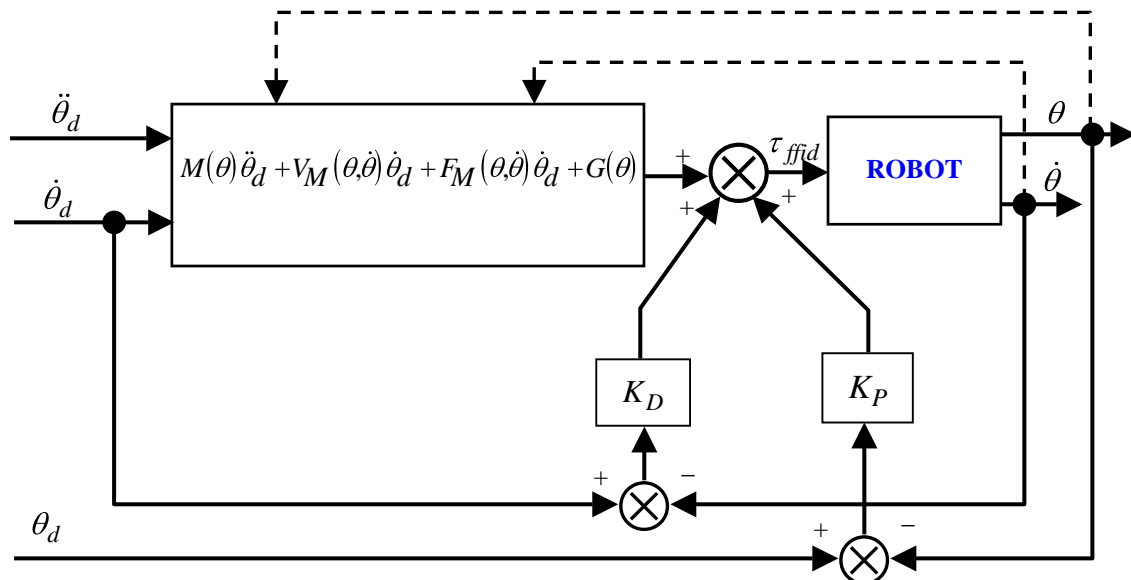 θ̈_d
M(θ)θ̈_d+V_M(θ,θ̇)θ̇_d+F_M(θ,θ̇)θ̇_d+G(θ)
+
τ_ffid
ROBOT
θ
θ̇_d
+
+
θ̇
K_D
K_P
+
−
θ_d
+
−